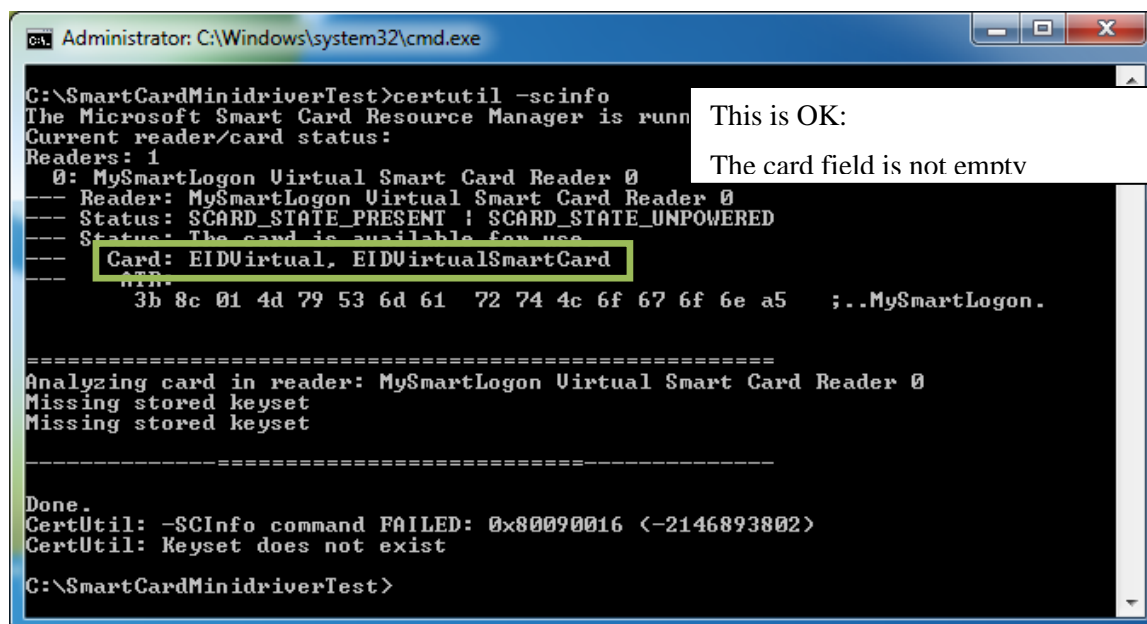 Administrator: C:\Windows\system32\cmd.exe
C:\SmartCardMinidriverTest>certutil -scinfo
The Microsoft Smart Card Resource Manager is runn
This is OK:
The card field is not empty
Current reader/card status:
Readers: 1
0: MySmartLogon Virtual Smart Card Reader 0
--- Reader: MySmartLogon Virtual Smart Card Reader 0
--- Status: SCARD_STATE_PRESENT | SCARD_STATE_UNPOWERED
--- Status: The card is available for use.
--- Card: EIDVirtual, EIDVirtualSmartCard
--- ATR:
3b 8c 01 4d 79 53 6d 61 72 74 4c 6f 67 6f 6e a5 ;..MySmartLogon.
=======================================================
Analyzing card in reader: MySmartLogon Virtual Smart Card Reader 0
Missing stored keyset
Missing stored keyset
--------------===========================--------------
Done.
CertUtil: -SCInfo command FAILED: 0x80090016 (-2146893802)
CertUtil: Keyset does not exist
C:\SmartCardMinidriverTest>